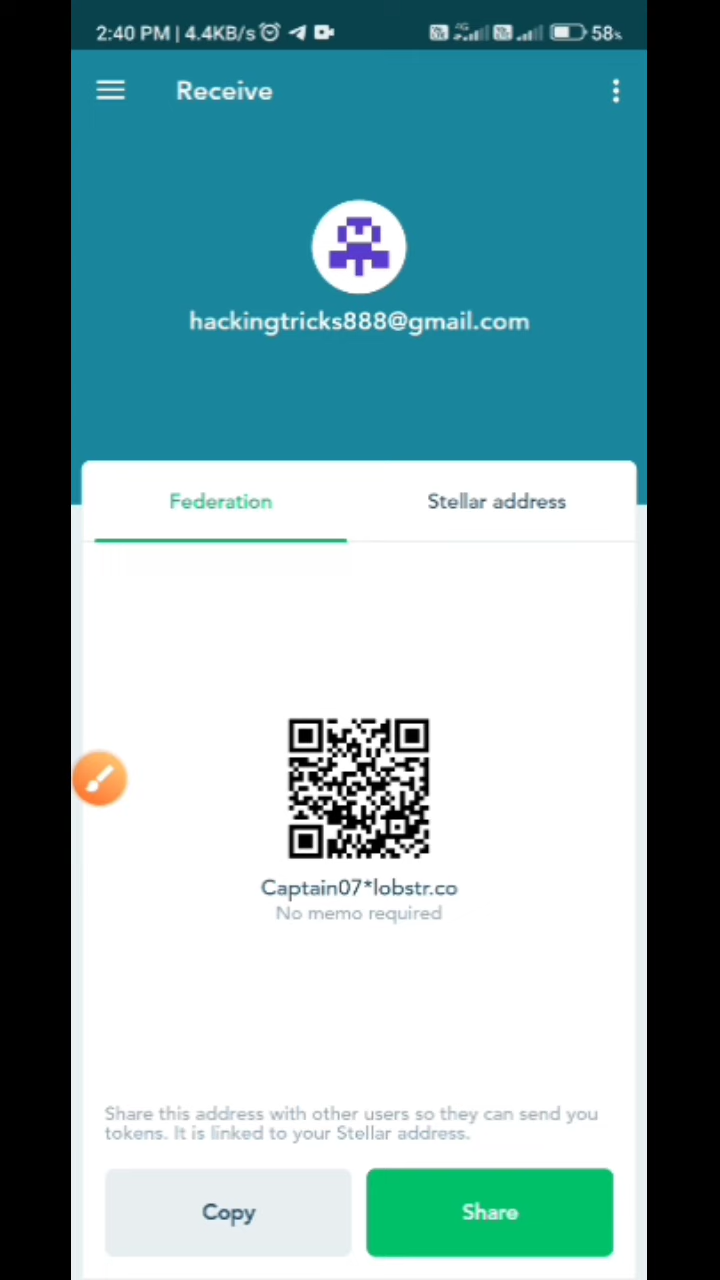 2:40 PM | 4.4KB/s
58%
Receive
hackingtricks888@gmail.com
Federation
Stellar address
Captain07*lobstr.co
No memo required
Share this address with other users so they can send you
tokens. It is linked to your Stellar address.
Copy
Share